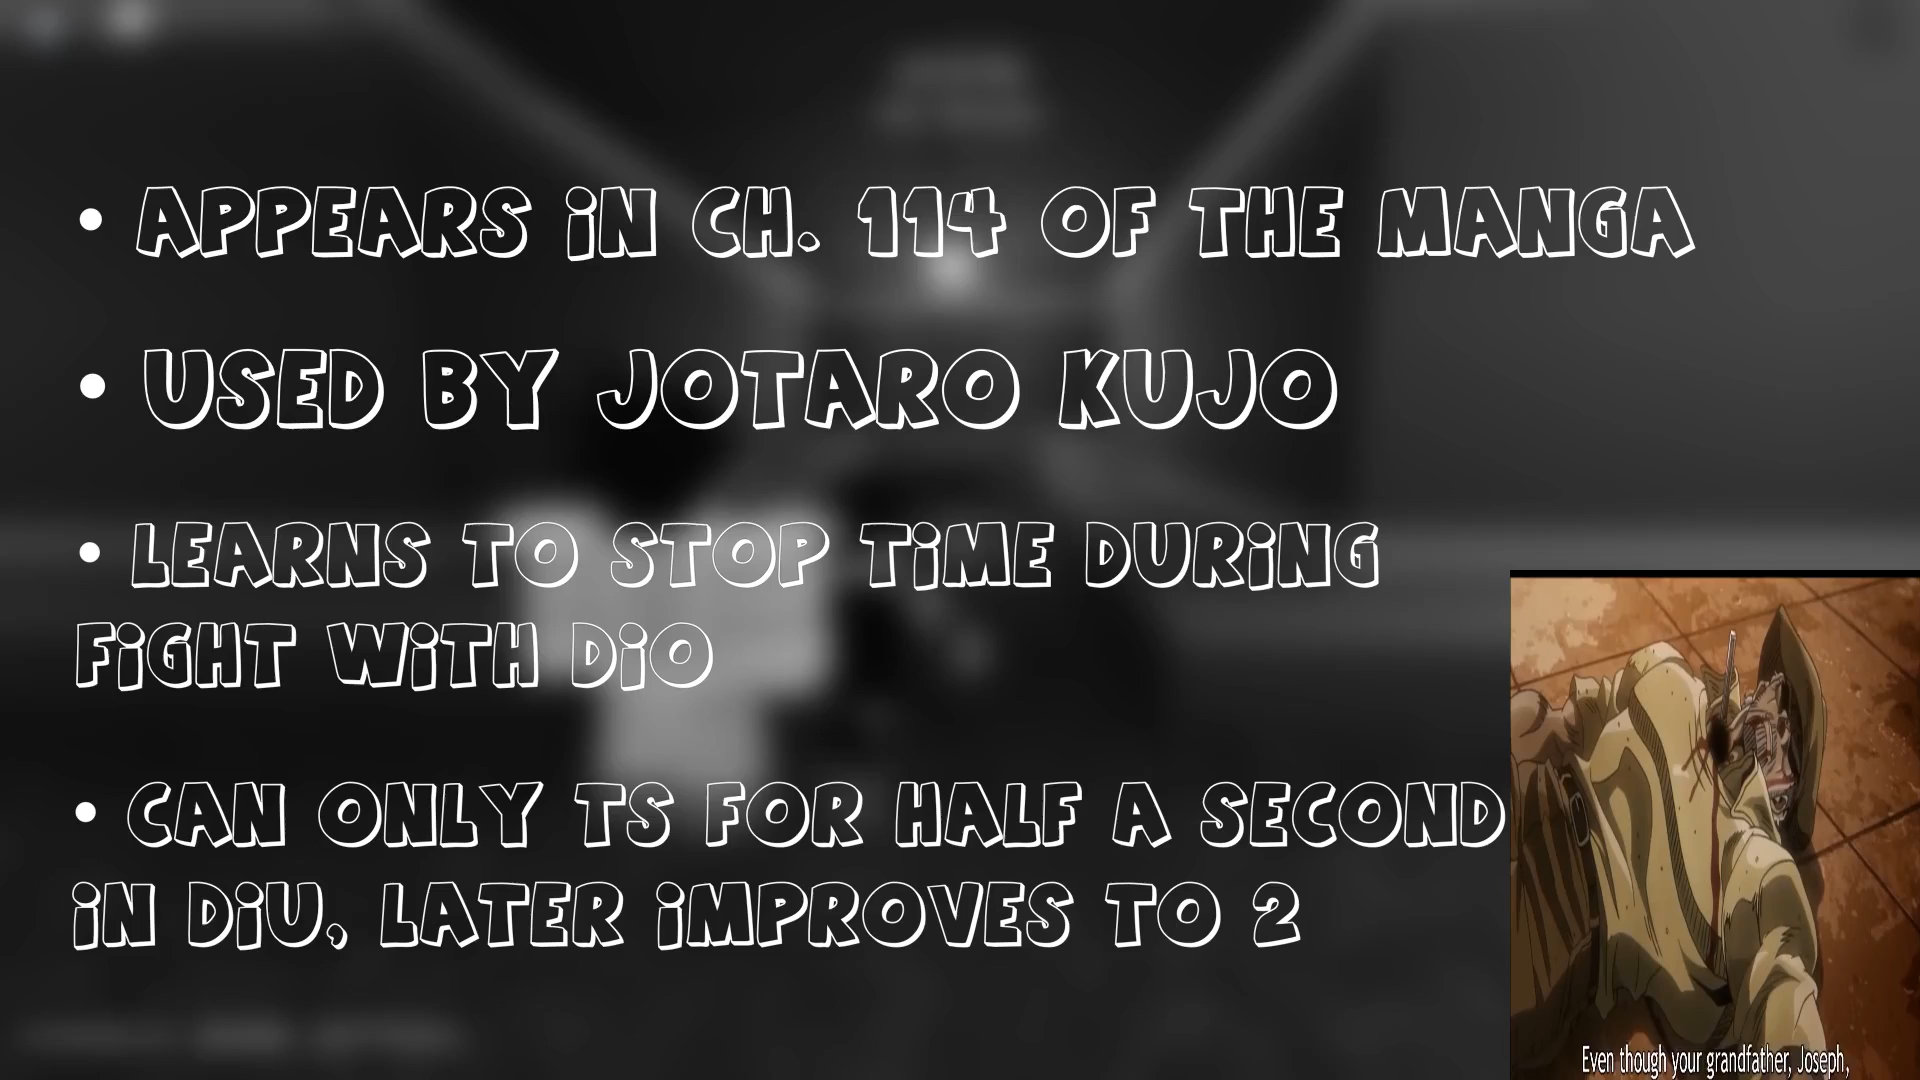 • APPEARS iN CH. 114 OF THE MANGA
• USED BY JOTARO KUJO
• LEARNS TO STOP TiME DURiNG
FiGHT WiTH DiO
• CAN ONLY TS FOR HALF A SECOND
iN DiU, LATER iMPROVES TO 2
Even though your grandfather, Joseph,